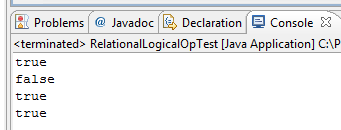 Problems @ Javadoc Declaration Console
<terminated> RelationalLogicalOpTest [Java Application] C:\P
true
false
true
true